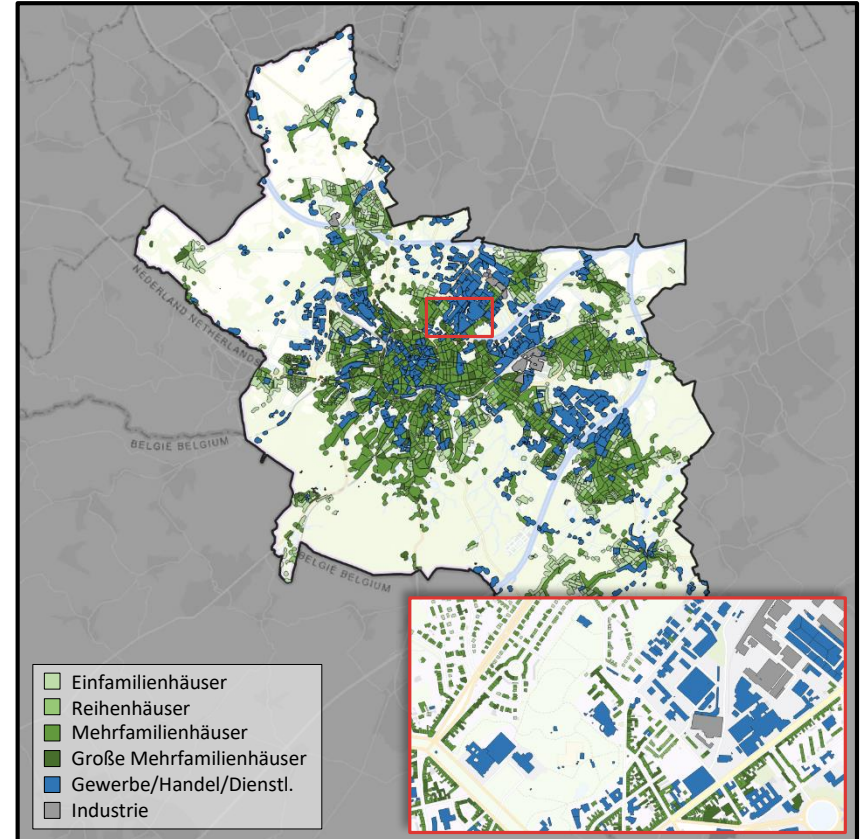 NEDERLAND NETHERLANDS
BELGIË BELGIUM
BELGIË BELGIUM
Einfamilienhäuser
Reihenhäuser
Mehrfamilienhäuser
Große Mehrfamilienhäuser
Gewerbe/Handel/Dienstl.
Industrie